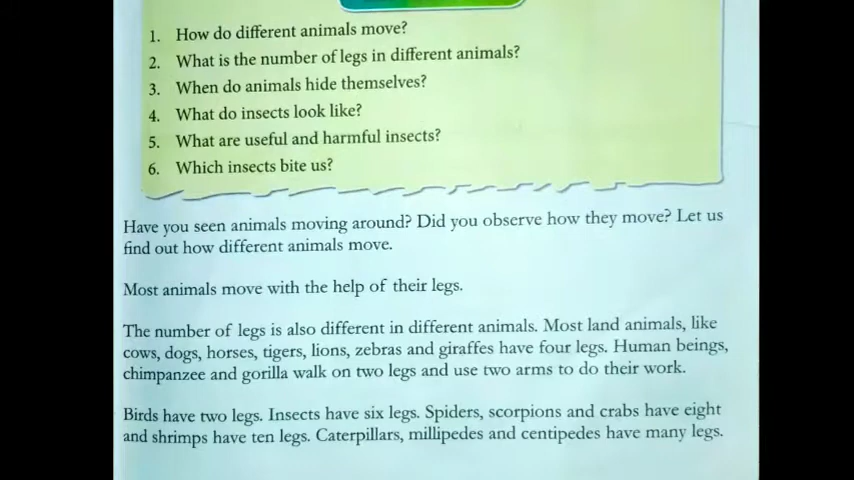 1. How do different animals move?
2. What is the number of legs in different animals?
3. When do animals hide themselves?
4. What do insects look like?
5. What are useful and harmful insects?
6. Which insects bite us?
Have you seen animals moving around? Did you observe how they move? Let us
find out how different animals move.
Most animals move with the help of their legs.
The number of legs is also different in different animals. Most land animals, like
cows, dogs, horses, tigers, lions, zebras and giraffes have four legs. Human beings,
chimpanzee and gorilla walk on two legs and use two arms to do their work.
Birds have two legs. Insects have six legs. Spiders, scorpions and crabs have eight
and shrimps have ten legs. Caterpillars, millipedes and centipedes have many legs.